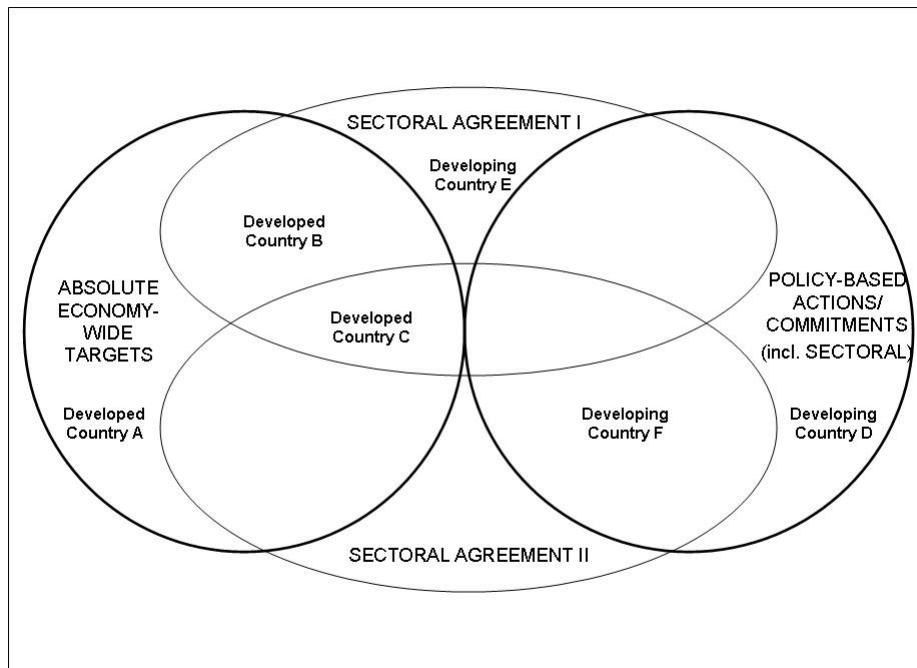 SECTORAL AGREEMENT I
Developing
Country E
Developed
Country B
ABSOLUTE
ECONOMY-
WIDE
TARGETS
Developed
Country C
POLICY-BASED
ACTIONS/
COMMITMENTS
(incl. SECTORAL)
Developed
Country A
Developing
Country F
Developing
Country D
SECTORAL AGREEMENT II